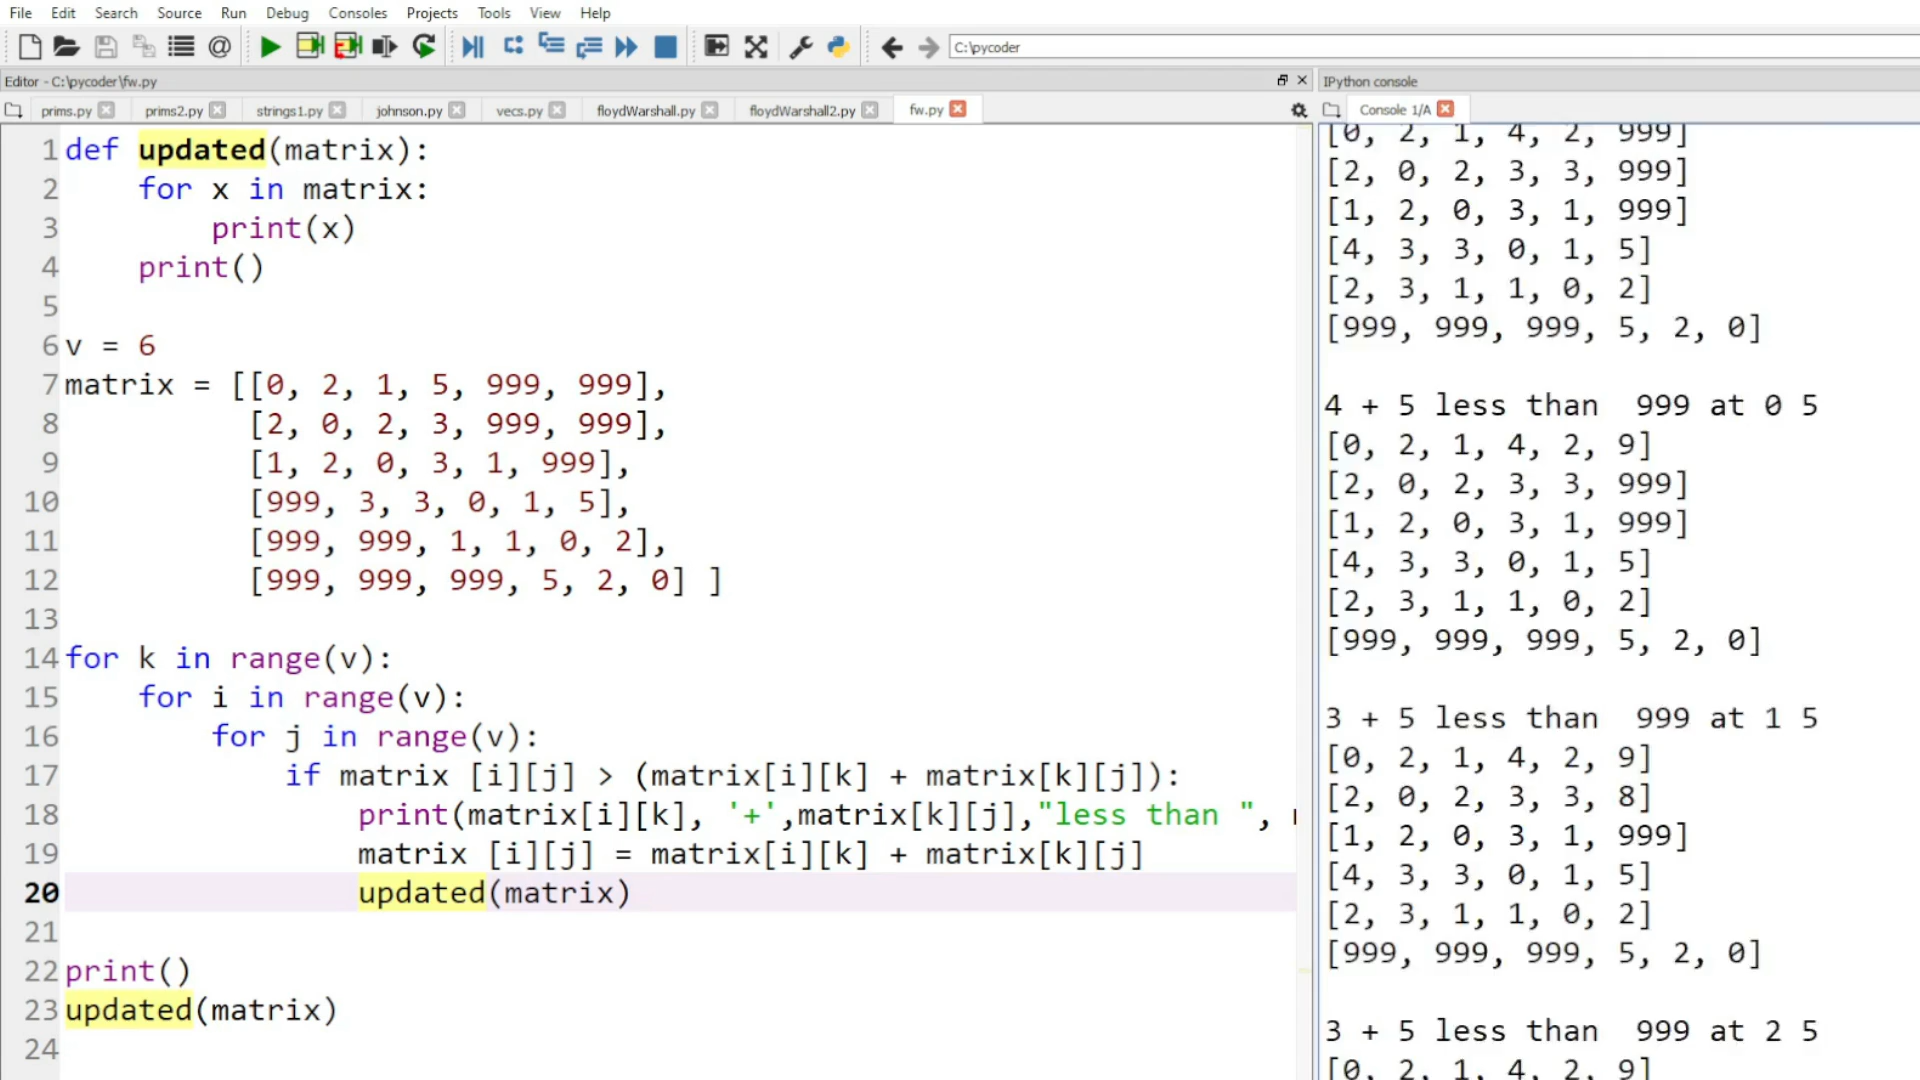 File Edit Search Source Run Debug Consoles Projects Tools View Help
C:\pycoder
Editor - C:\pycoder\fw.py
prims.py prims2.py strings1.py johnson.py vecs.py floydWarshall.py floydWarshall2.py fw.py
1 def updated(matrix):
2 for x in matrix:
3 print(x)
4 print()
5
6 v = 6
7 matrix = [[0, 2, 1, 5, 999, 999],
8 [2, 0, 2, 3, 999, 999],
9 [1, 2, 0, 3, 1, 999],
10 [999, 3, 3, 0, 1, 5],
11 [999, 999, 1, 1, 0, 2],
12 [999, 999, 999, 5, 2, 0] ]
13
14 for k in range(v):
15 for i in range(v):
16 for j in range(v):
17 if matrix [i][j] > (matrix[i][k] + matrix[k][j]):
18 print(matrix[i][k], '+',matrix[k][j],"less than ",
19 matrix [i][j] = matrix[i][k] + matrix[k][j]
20 updated(matrix)
21
22 print()
23 updated(matrix)
24
IPython console
Console 1/A
[0, 2, 1, 4, 2, 999]
[2, 0, 2, 3, 3, 999]
[1, 2, 0, 3, 1, 999]
[4, 3, 3, 0, 1, 5]
[2, 3, 1, 1, 0, 2]
[999, 999, 999, 5, 2, 0]
4 + 5 less than  999 at 0 5
[0, 2, 1, 4, 2, 9]
[2, 0, 2, 3, 3, 999]
[1, 2, 0, 3, 1, 999]
[4, 3, 3, 0, 1, 5]
[2, 3, 1, 1, 0, 2]
[999, 999, 999, 5, 2, 0]
3 + 5 less than  999 at 1 5
[0, 2, 1, 4, 2, 9]
[2, 0, 2, 3, 3, 8]
[1, 2, 0, 3, 1, 999]
[4, 3, 3, 0, 1, 5]
[2, 3, 1, 1, 0, 2]
[999, 999, 999, 5, 2, 0]
3 + 5 less than  999 at 2 5
[0, 2, 1, 4, 2, 9]